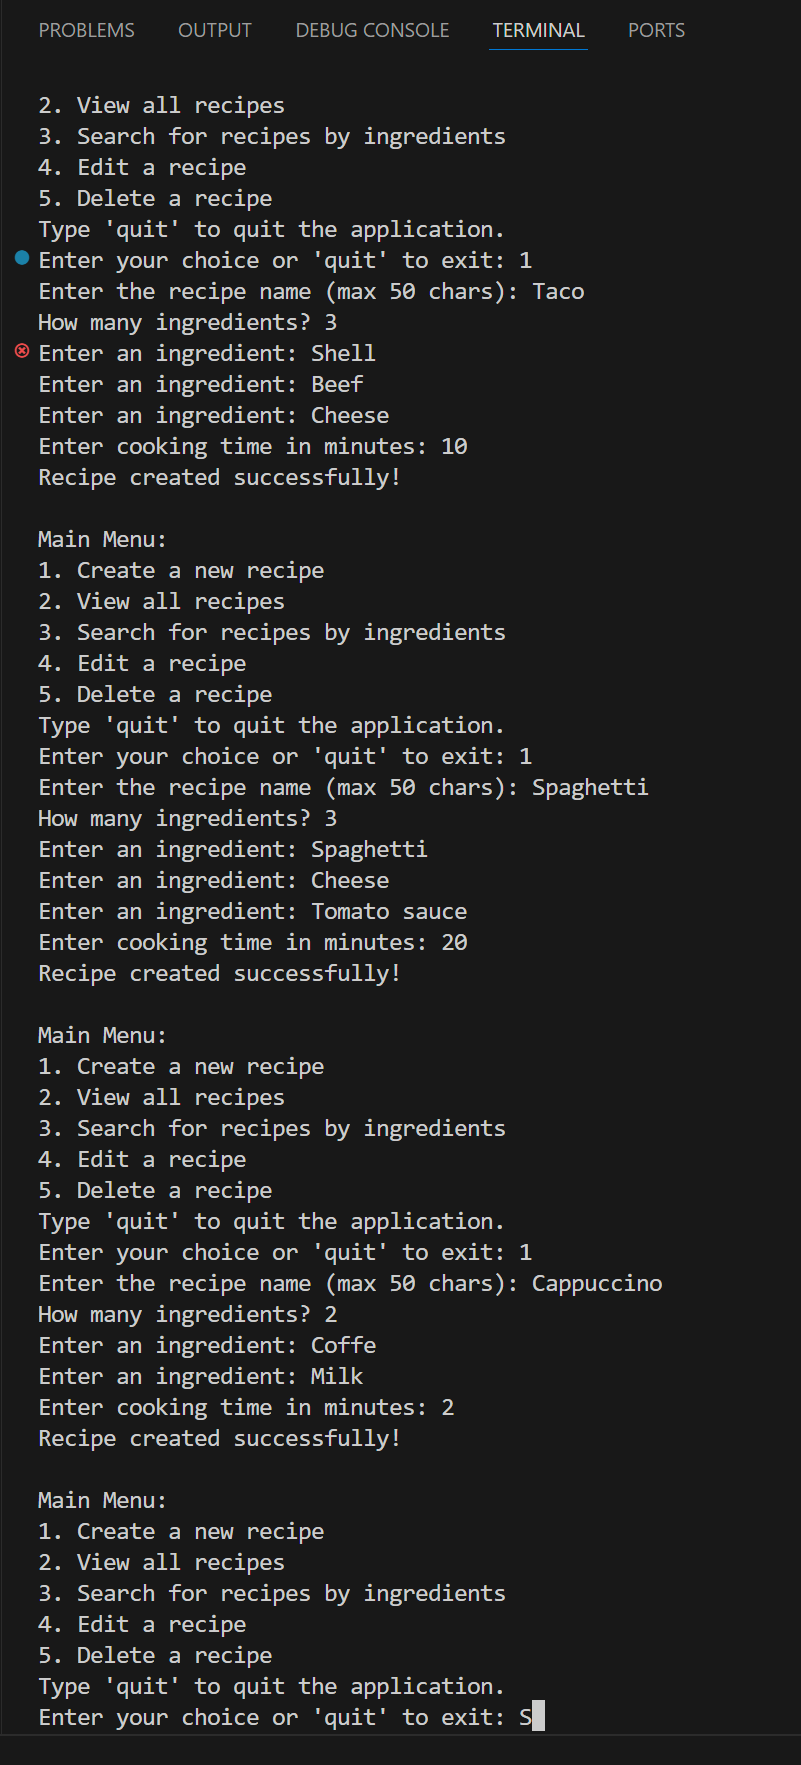 PROBLEMS OUTPUT DEBUG CONSOLE TERMINAL PORTS
2. View all recipes
3. Search for recipes by ingredients
4. Edit a recipe
5. Delete a recipe
Type 'quit' to quit the application.
Enter your choice or 'quit' to exit: 1
Enter the recipe name (max 50 chars): Taco
How many ingredients? 3
Enter an ingredient: Shell
Enter an ingredient: Beef
Enter an ingredient: Cheese
Enter cooking time in minutes: 10
Recipe created successfully!
Main Menu:
1. Create a new recipe
2. View all recipes
3. Search for recipes by ingredients
4. Edit a recipe
5. Delete a recipe
Type 'quit' to quit the application.
Enter your choice or 'quit' to exit: 1
Enter the recipe name (max 50 chars): Spaghetti
How many ingredients? 3
Enter an ingredient: Spaghetti
Enter an ingredient: Cheese
Enter an ingredient: Tomato sauce
Enter cooking time in minutes: 20
Recipe created successfully!
Main Menu:
1. Create a new recipe
2. View all recipes
3. Search for recipes by ingredients
4. Edit a recipe
5. Delete a recipe
Type 'quit' to quit the application.
Enter your choice or 'quit' to exit: 1
Enter the recipe name (max 50 chars): Cappuccino
How many ingredients? 2
Enter an ingredient: Coffe
Enter an ingredient: Milk
Enter cooking time in minutes: 2
Recipe created successfully!
Main Menu:
1. Create a new recipe
2. View all recipes
3. Search for recipes by ingredients
4. Edit a recipe
5. Delete a recipe
Type 'quit' to quit the application.
Enter your choice or 'quit' to exit: S